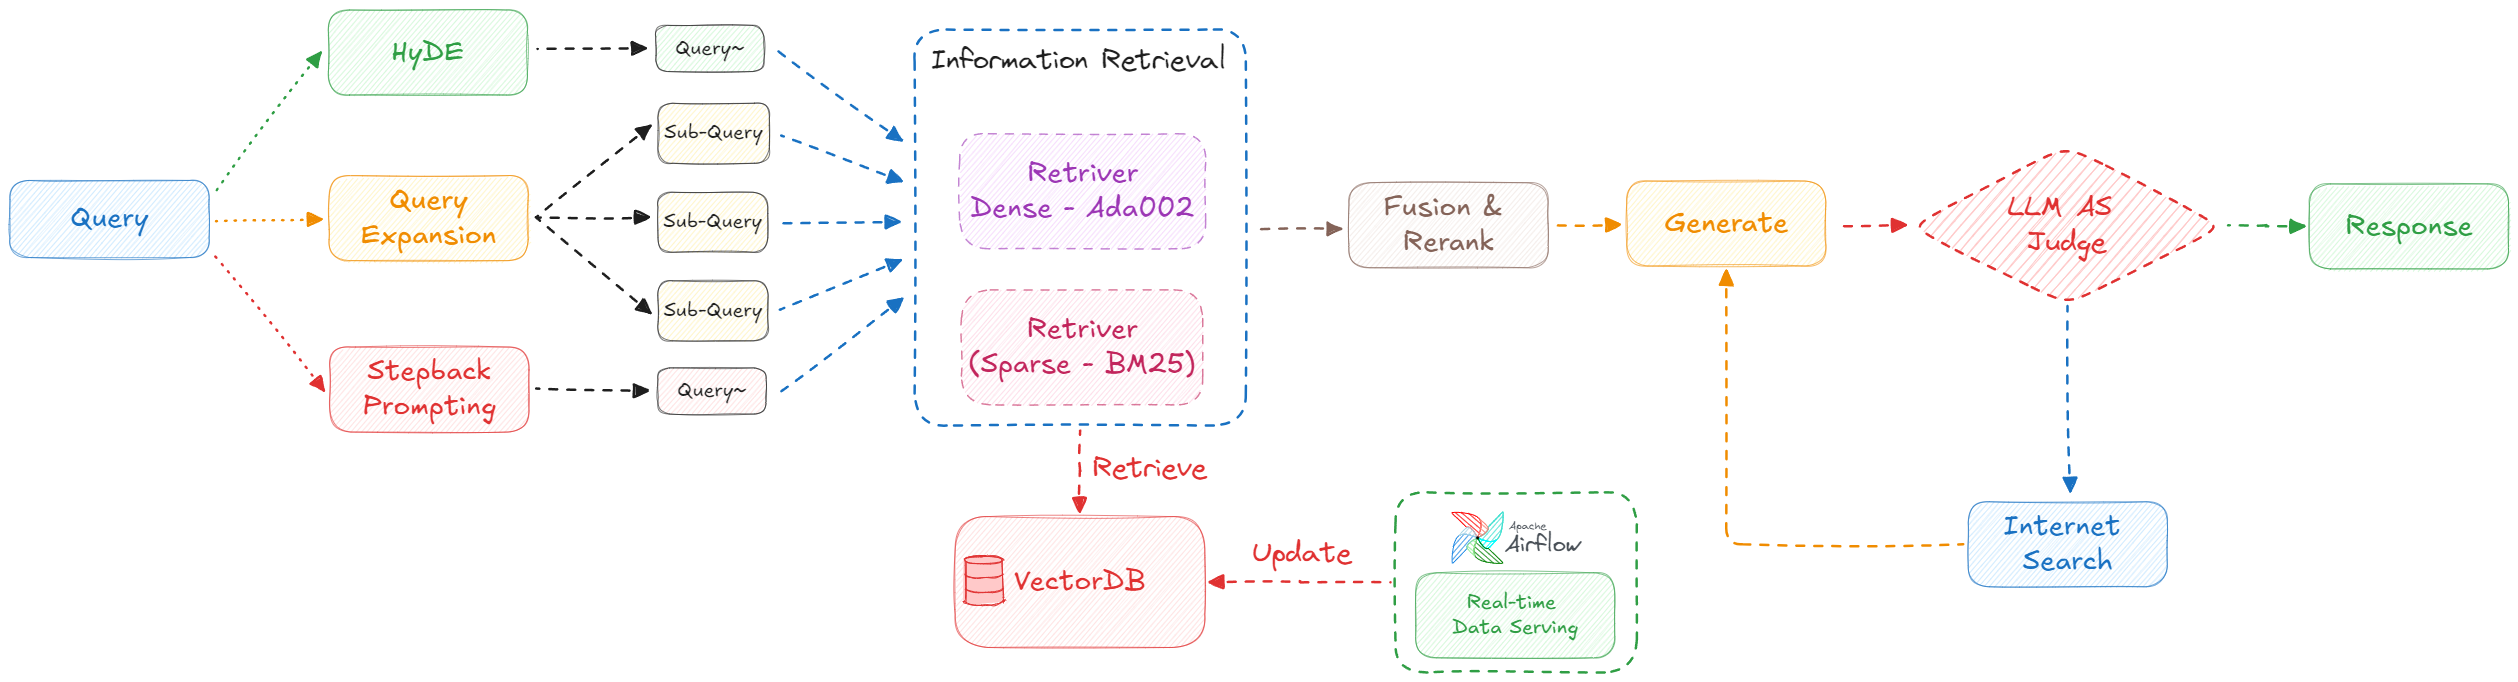 HyDE
Query~
Information Retrieval
Sub-Query
Retriver
Dense - Ada002
Query
Query
Expansion
Sub-Query
Fusion &
Rerank
Generate
LLM AS
Judge
Response
Sub-Query
Retriver
(Sparse - BM25)
Stepback
Prompting
Query~
Retrieve
VectorDB
Update
Apache
Airflow
Real-time
Data Serving
Internet
Search